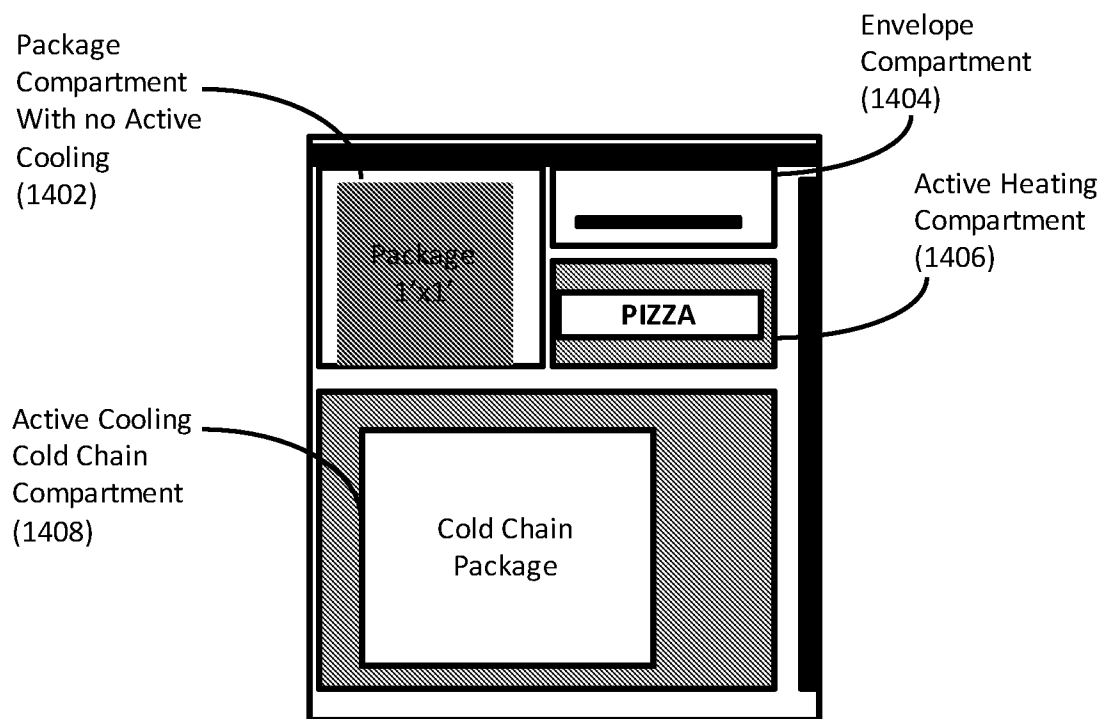 Package
Compartment
With no Active
Cooling
(1402)
Envelope
Compartment
(1404)
Active Heating
Compartment
(1406)
Package
1'x1'
PIZZA
Active Cooling
Cold Chain
Compartment
(1408)
Cold Chain
Package